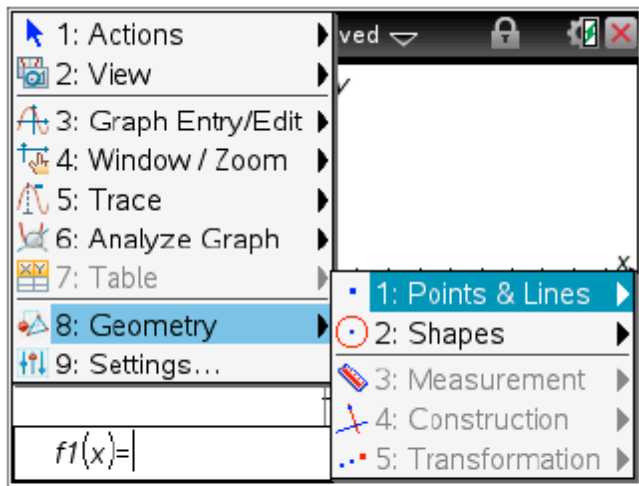 1: Actions
2: View
3: Graph Entry/Edit
4: Window / Zoom
5: Trace
6: Analyze Graph
7: Table
8: Geometry
9: Settings...
ved
y
x
1: Points & Lines
2: Shapes
3: Measurement
4: Construction
5: Transformation
f1(x)=